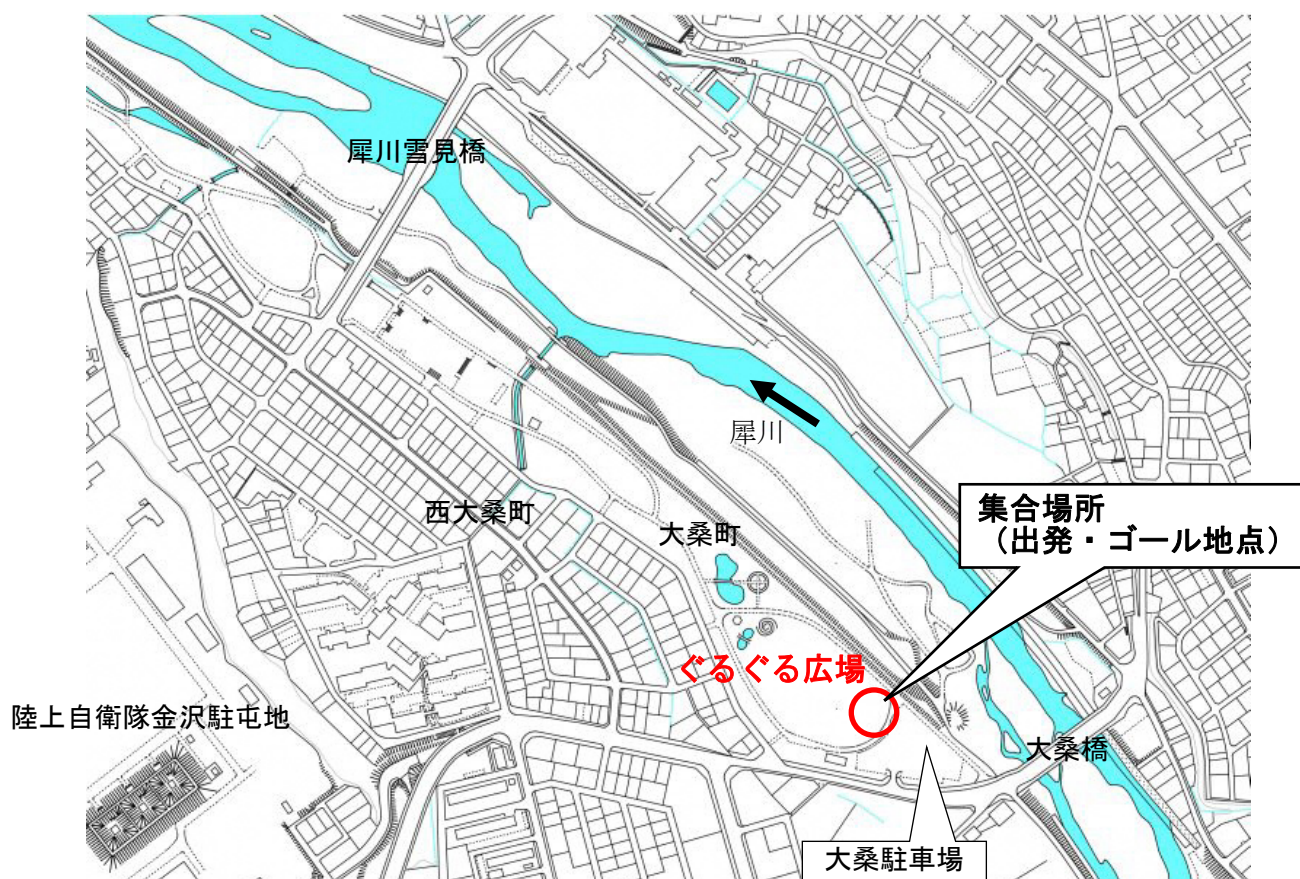 犀川雪見橋
犀川
集合場所
（出発・ゴール地点）
西大桑町
大桑町
ぐるぐる広場
陸上自衛隊金沢駐屯地
大桑橋
大桑駐車場